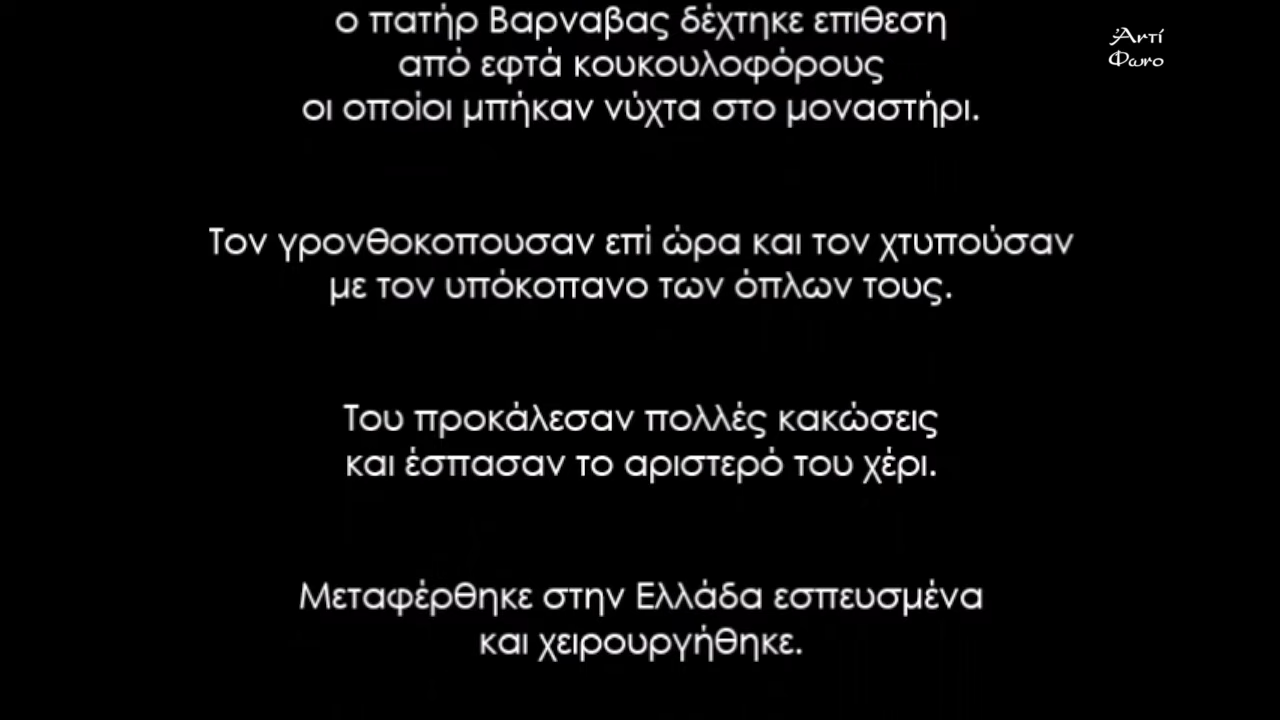 ο πατήρ Βαρναβας δέχτηκε επιθεση
από εφτά κουκουλοφόρους
οι οποίοι μπήκαν νύχτα στο μοναστήρι.
Τον γρονθοκοπουσαν επί ώρα και τον χτυπούσαν
με τον υπόκοπανο των όπλων τους.
Του προκάλεσαν πολλές κακώσεις
και έσπασαν το αριστερό του χέρι.
Μεταφέρθηκε στην Ελλάδα εσπευσμένα
και χειρουργήθηκε.
Ἀντί
Φωνο